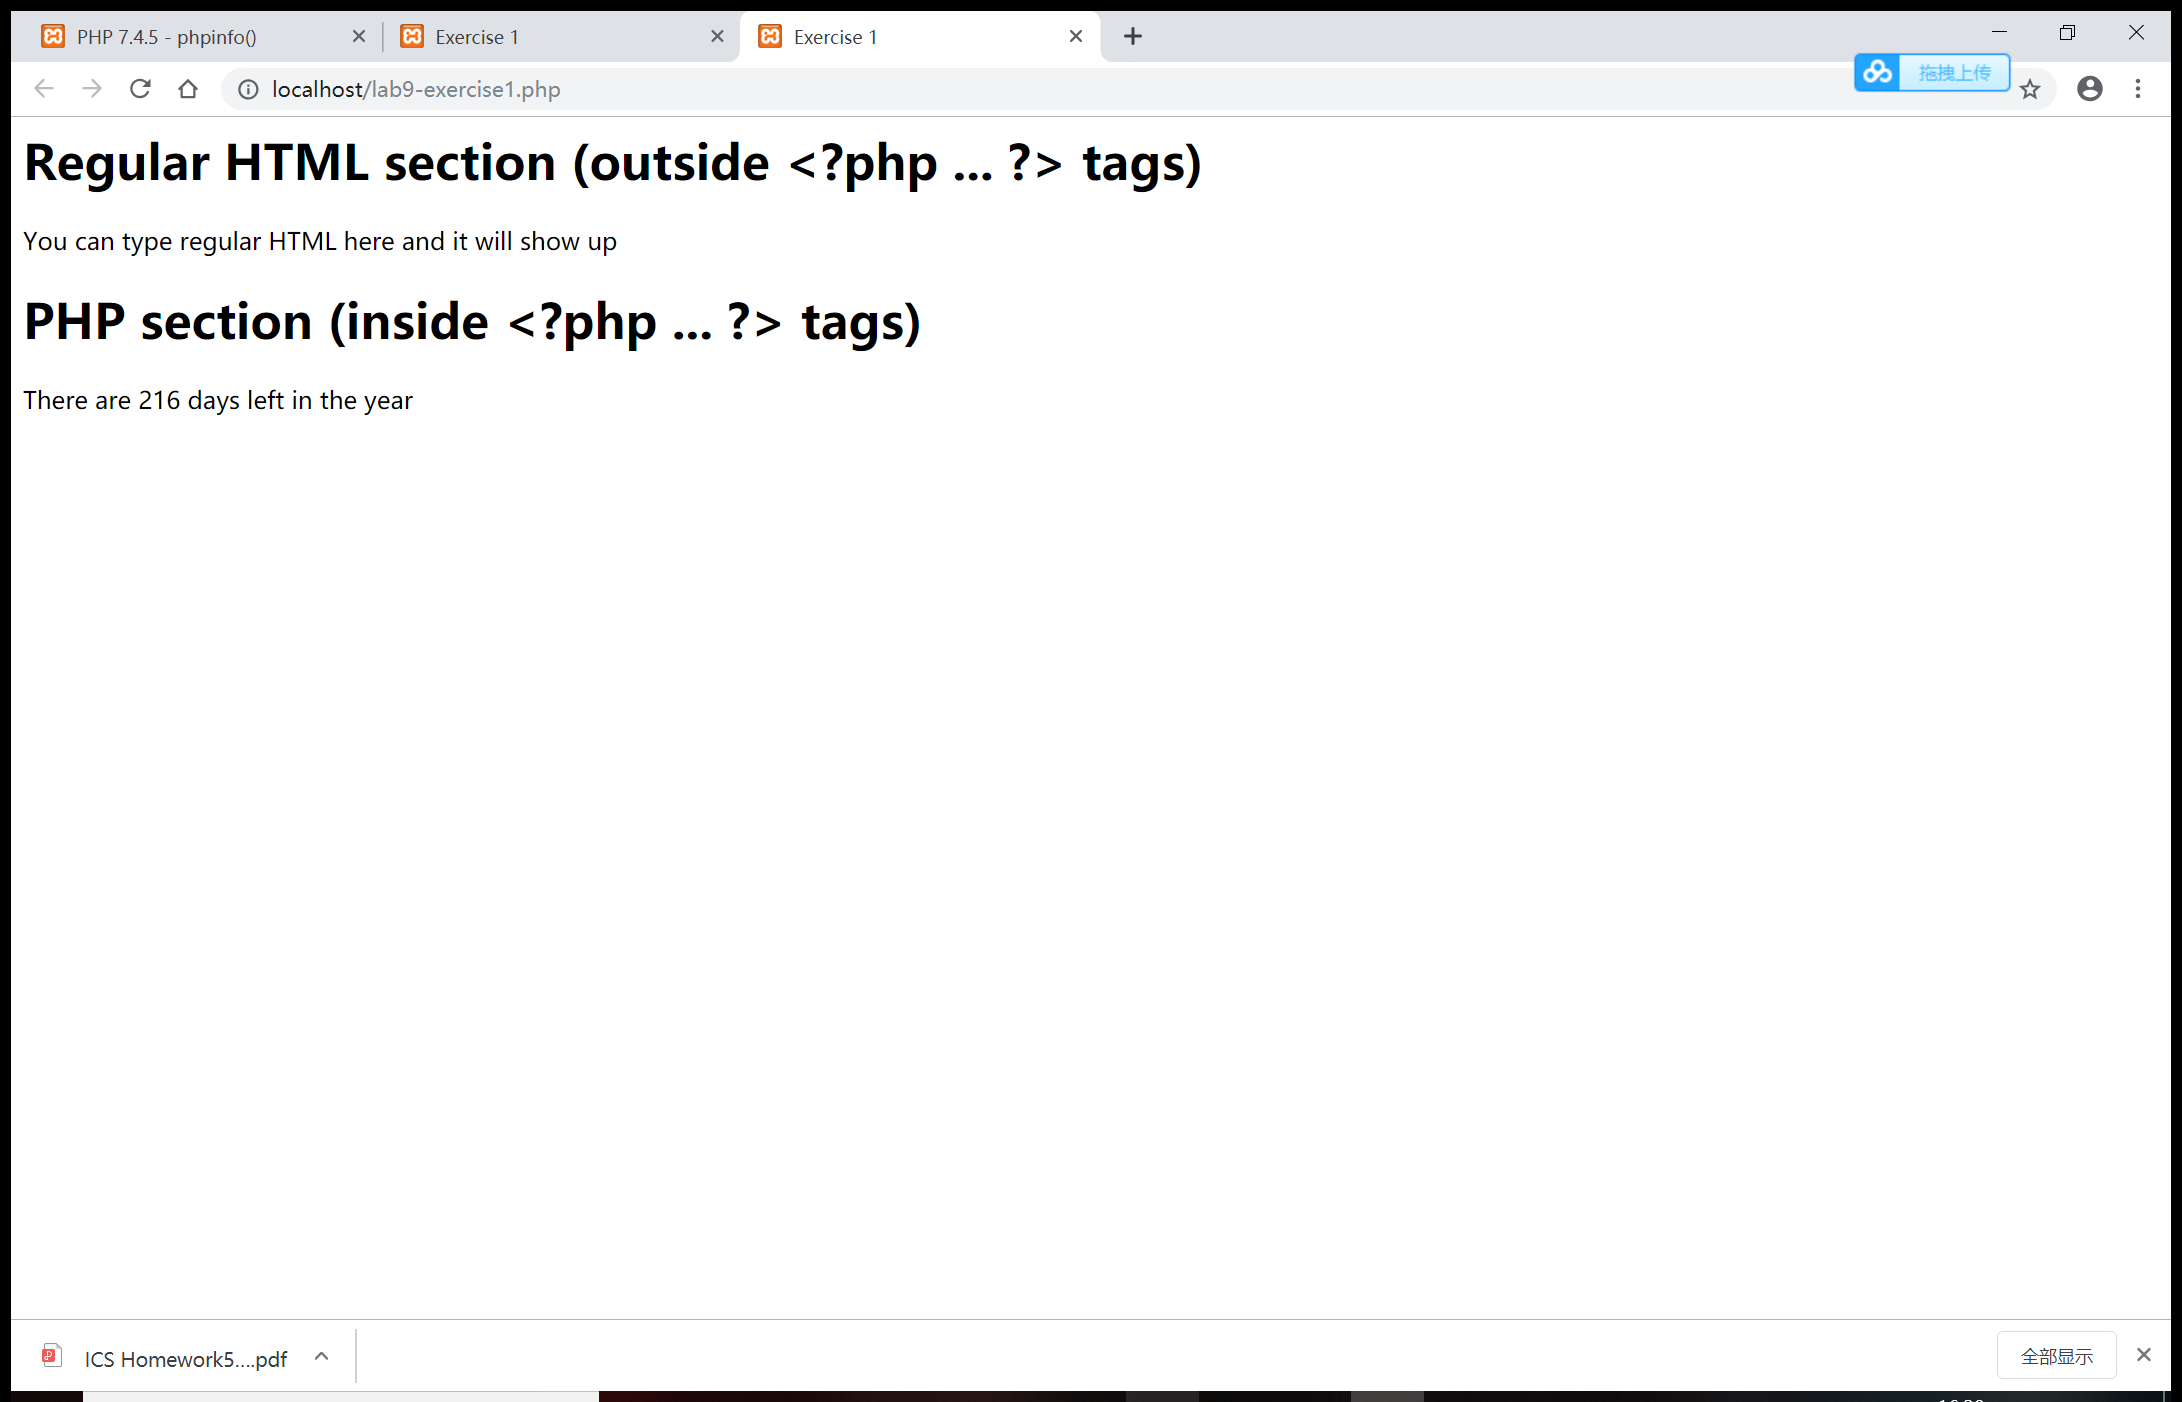 PHP 7.4.5 - phpinfo()
Exercise 1
Exercise 1
localhost/lab9-exercise1.php
拖拽上传
Regular HTML section (outside <?php ... ?> tags)
You can type regular HTML here and it will show up
PHP section (inside <?php ... ?> tags)
There are 216 days left in the year
ICS Homework5....pdf
全部显示